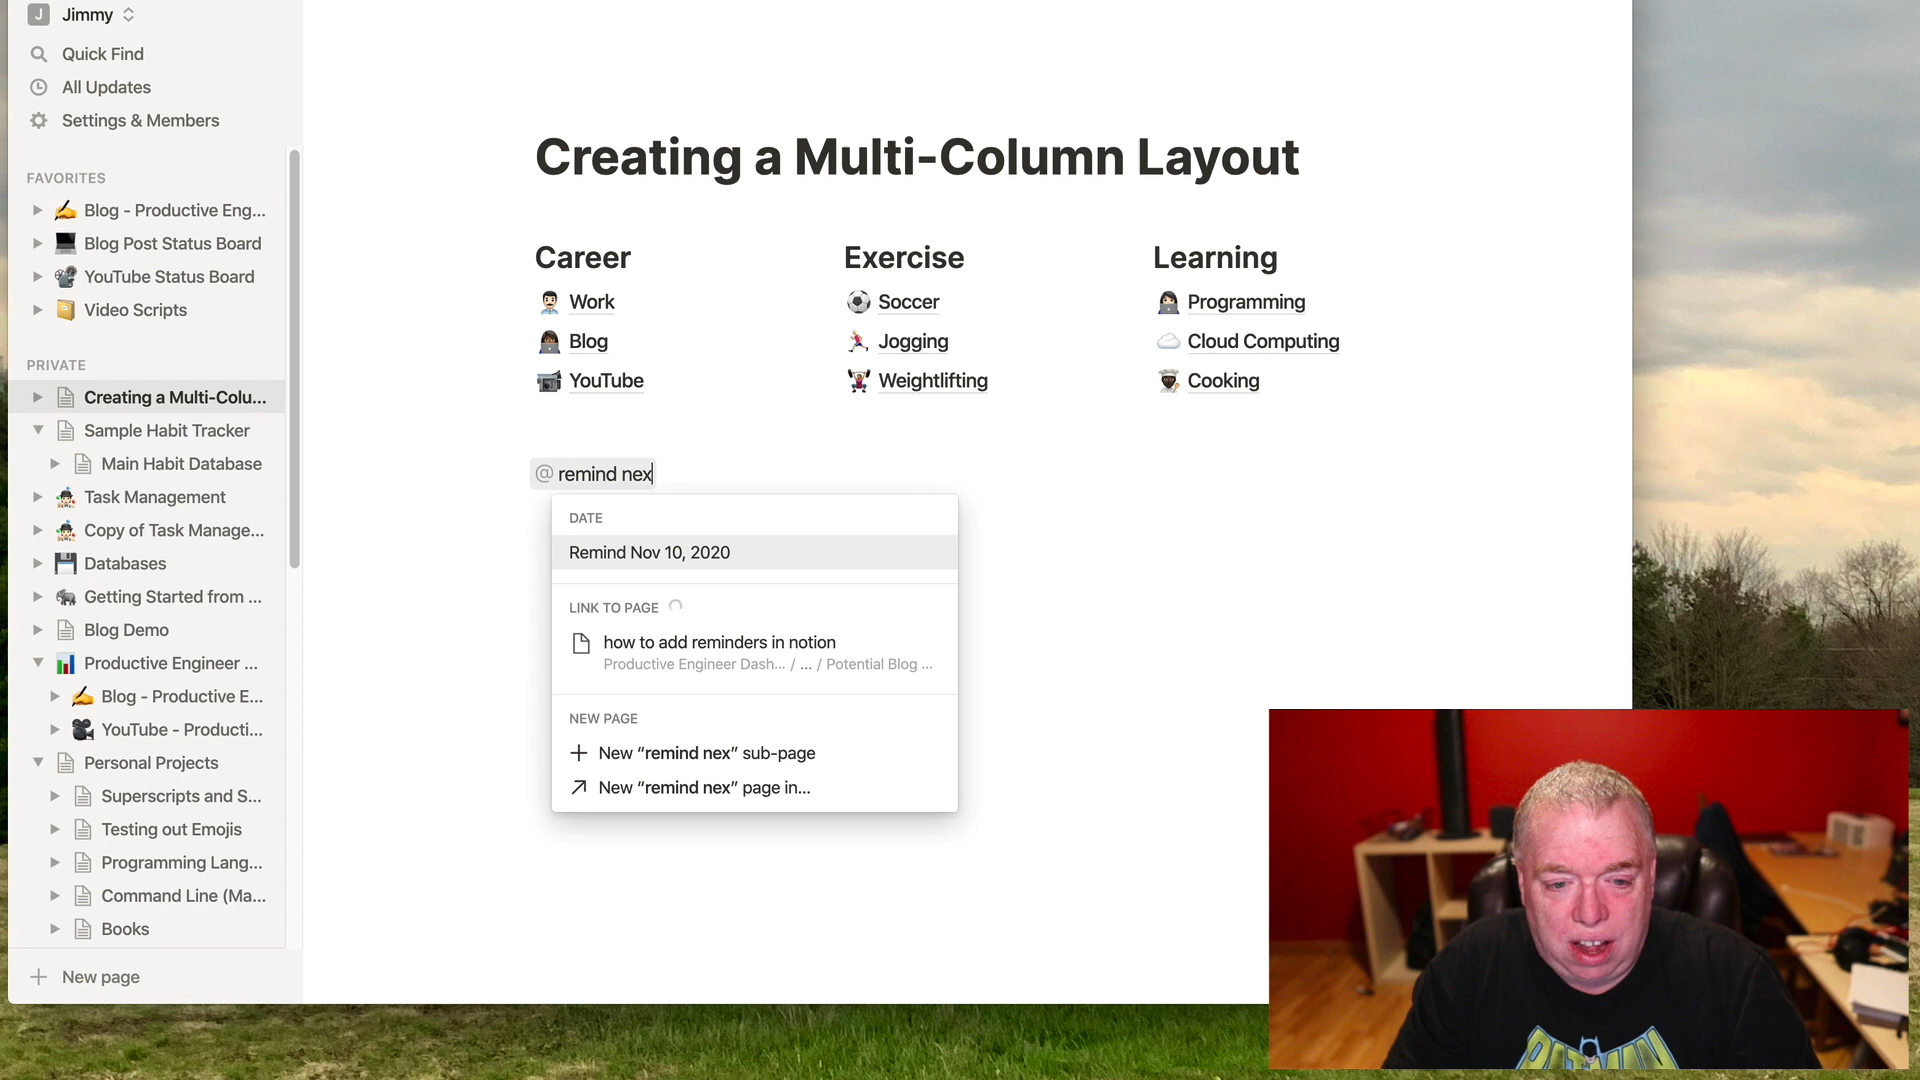 J Jimmy
Quick Find
All Updates
Settings & Members
FAVORITES
Blog - Productive Eng...
Blog Post Status Board
YouTube Status Board
Video Scripts
PRIVATE
Creating a Multi-Colu...
Sample Habit Tracker
Main Habit Database
Task Management
Copy of Task Manage...
Databases
Getting Started from ...
Blog Demo
Productive Engineer ...
Blog - Productive E...
YouTube - Producti...
Personal Projects
Superscripts and S...
Testing out Emojis
Programming Lang...
Command Line (Ma...
Books
New page
Creating a Multi-Column Layout
Career
Work
Blog
YouTube
Exercise
Soccer
Jogging
Weightlifting
Learning
Programming
Cloud Computing
Cooking
@remind nex
DATE
Remind Nov 10, 2020
LINK TO PAGE
how to add reminders in notion
Productive Engineer Dash... / ... / Potential Blog ...
NEW PAGE
New “remind nex” sub-page
New “remind nex” page in...
BATMAN